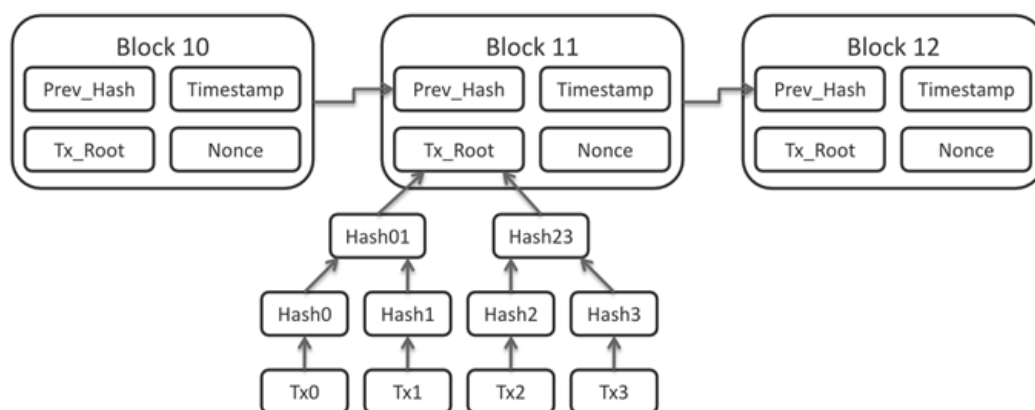 Block 10
Block 11
Block 12
Prev_Hash
Timestamp
Prev_Hash
Timestamp
Prev_Hash
Timestamp
Tx_Root
Nonce
Tx_Root
Nonce
Tx_Root
Nonce
Hash01
Hash23
Hash0
Hash1
Hash2
Hash3
Tx0
Tx1
Tx2
Tx3